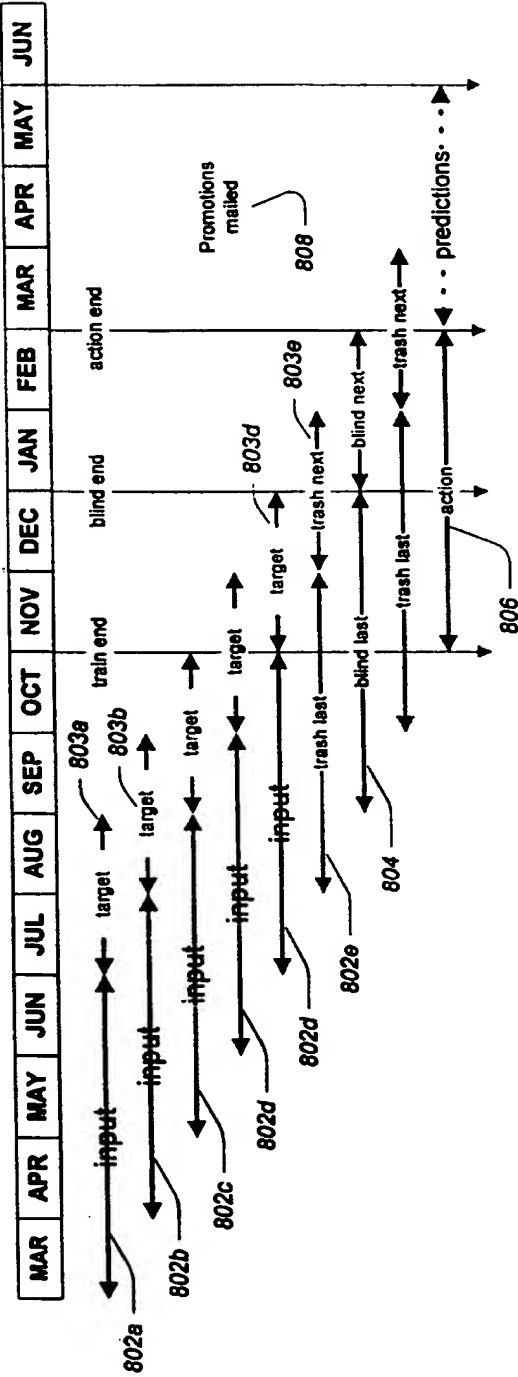 MAR APR MAY JUN JUL AUG SEP OCT NOV DEC JAN FEB MAR APR MAY JUN
train end blind end action end
input target 803a
802a
input target 803b
802b
input target
802c
input target
802d
input target 803d
802d
trash last trash next 803e
802e
blind last blind next
804
trash last trash next
action predictions
806
Promotions
mailed
808